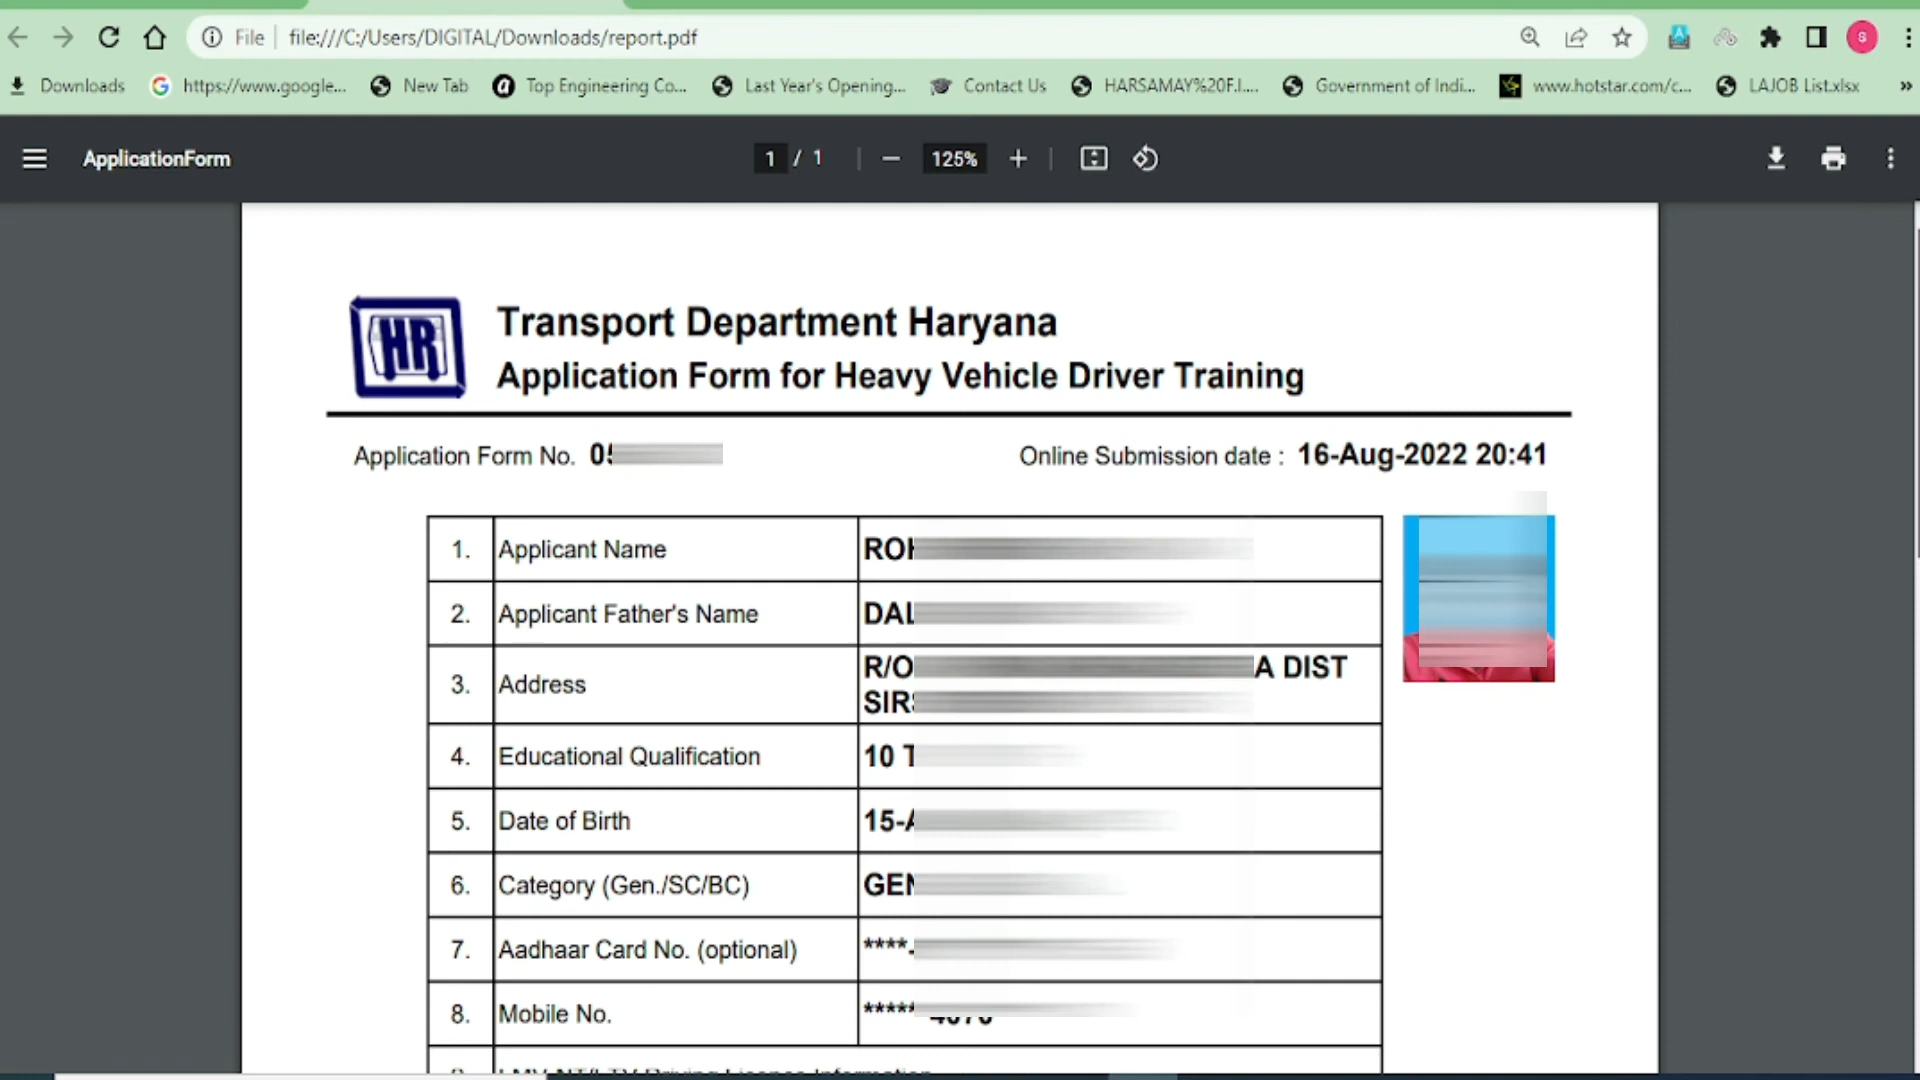 File
file:///C:/Users/DIGITAL/Downloads/report.pdf
S
Downloads
https://www.google...
New Tab
Top Engineering Co...
Last Year's Opening...
Contact Us
HARSAMAY%20F.I....
Government of Indi...
www.hotstar.com/c...
LAJOB List.xlsx
»
ApplicationForm
1 / 1
125%
HR
Transport Department Haryana
Application Form for Heavy Vehicle Driver Training
Application Form No. 05
Online Submission date : 16-Aug-2022 20:41
1. Applicant Name
2. Applicant Father's Name DAL
3. Address R/O A DIST
SIRS
4. Educational Qualification 10 T
5. Date of Birth 15-A
6. Category (Gen./SC/BC) GEN
7. Aadhaar Card No. (optional) ****-
8. Mobile No. *****